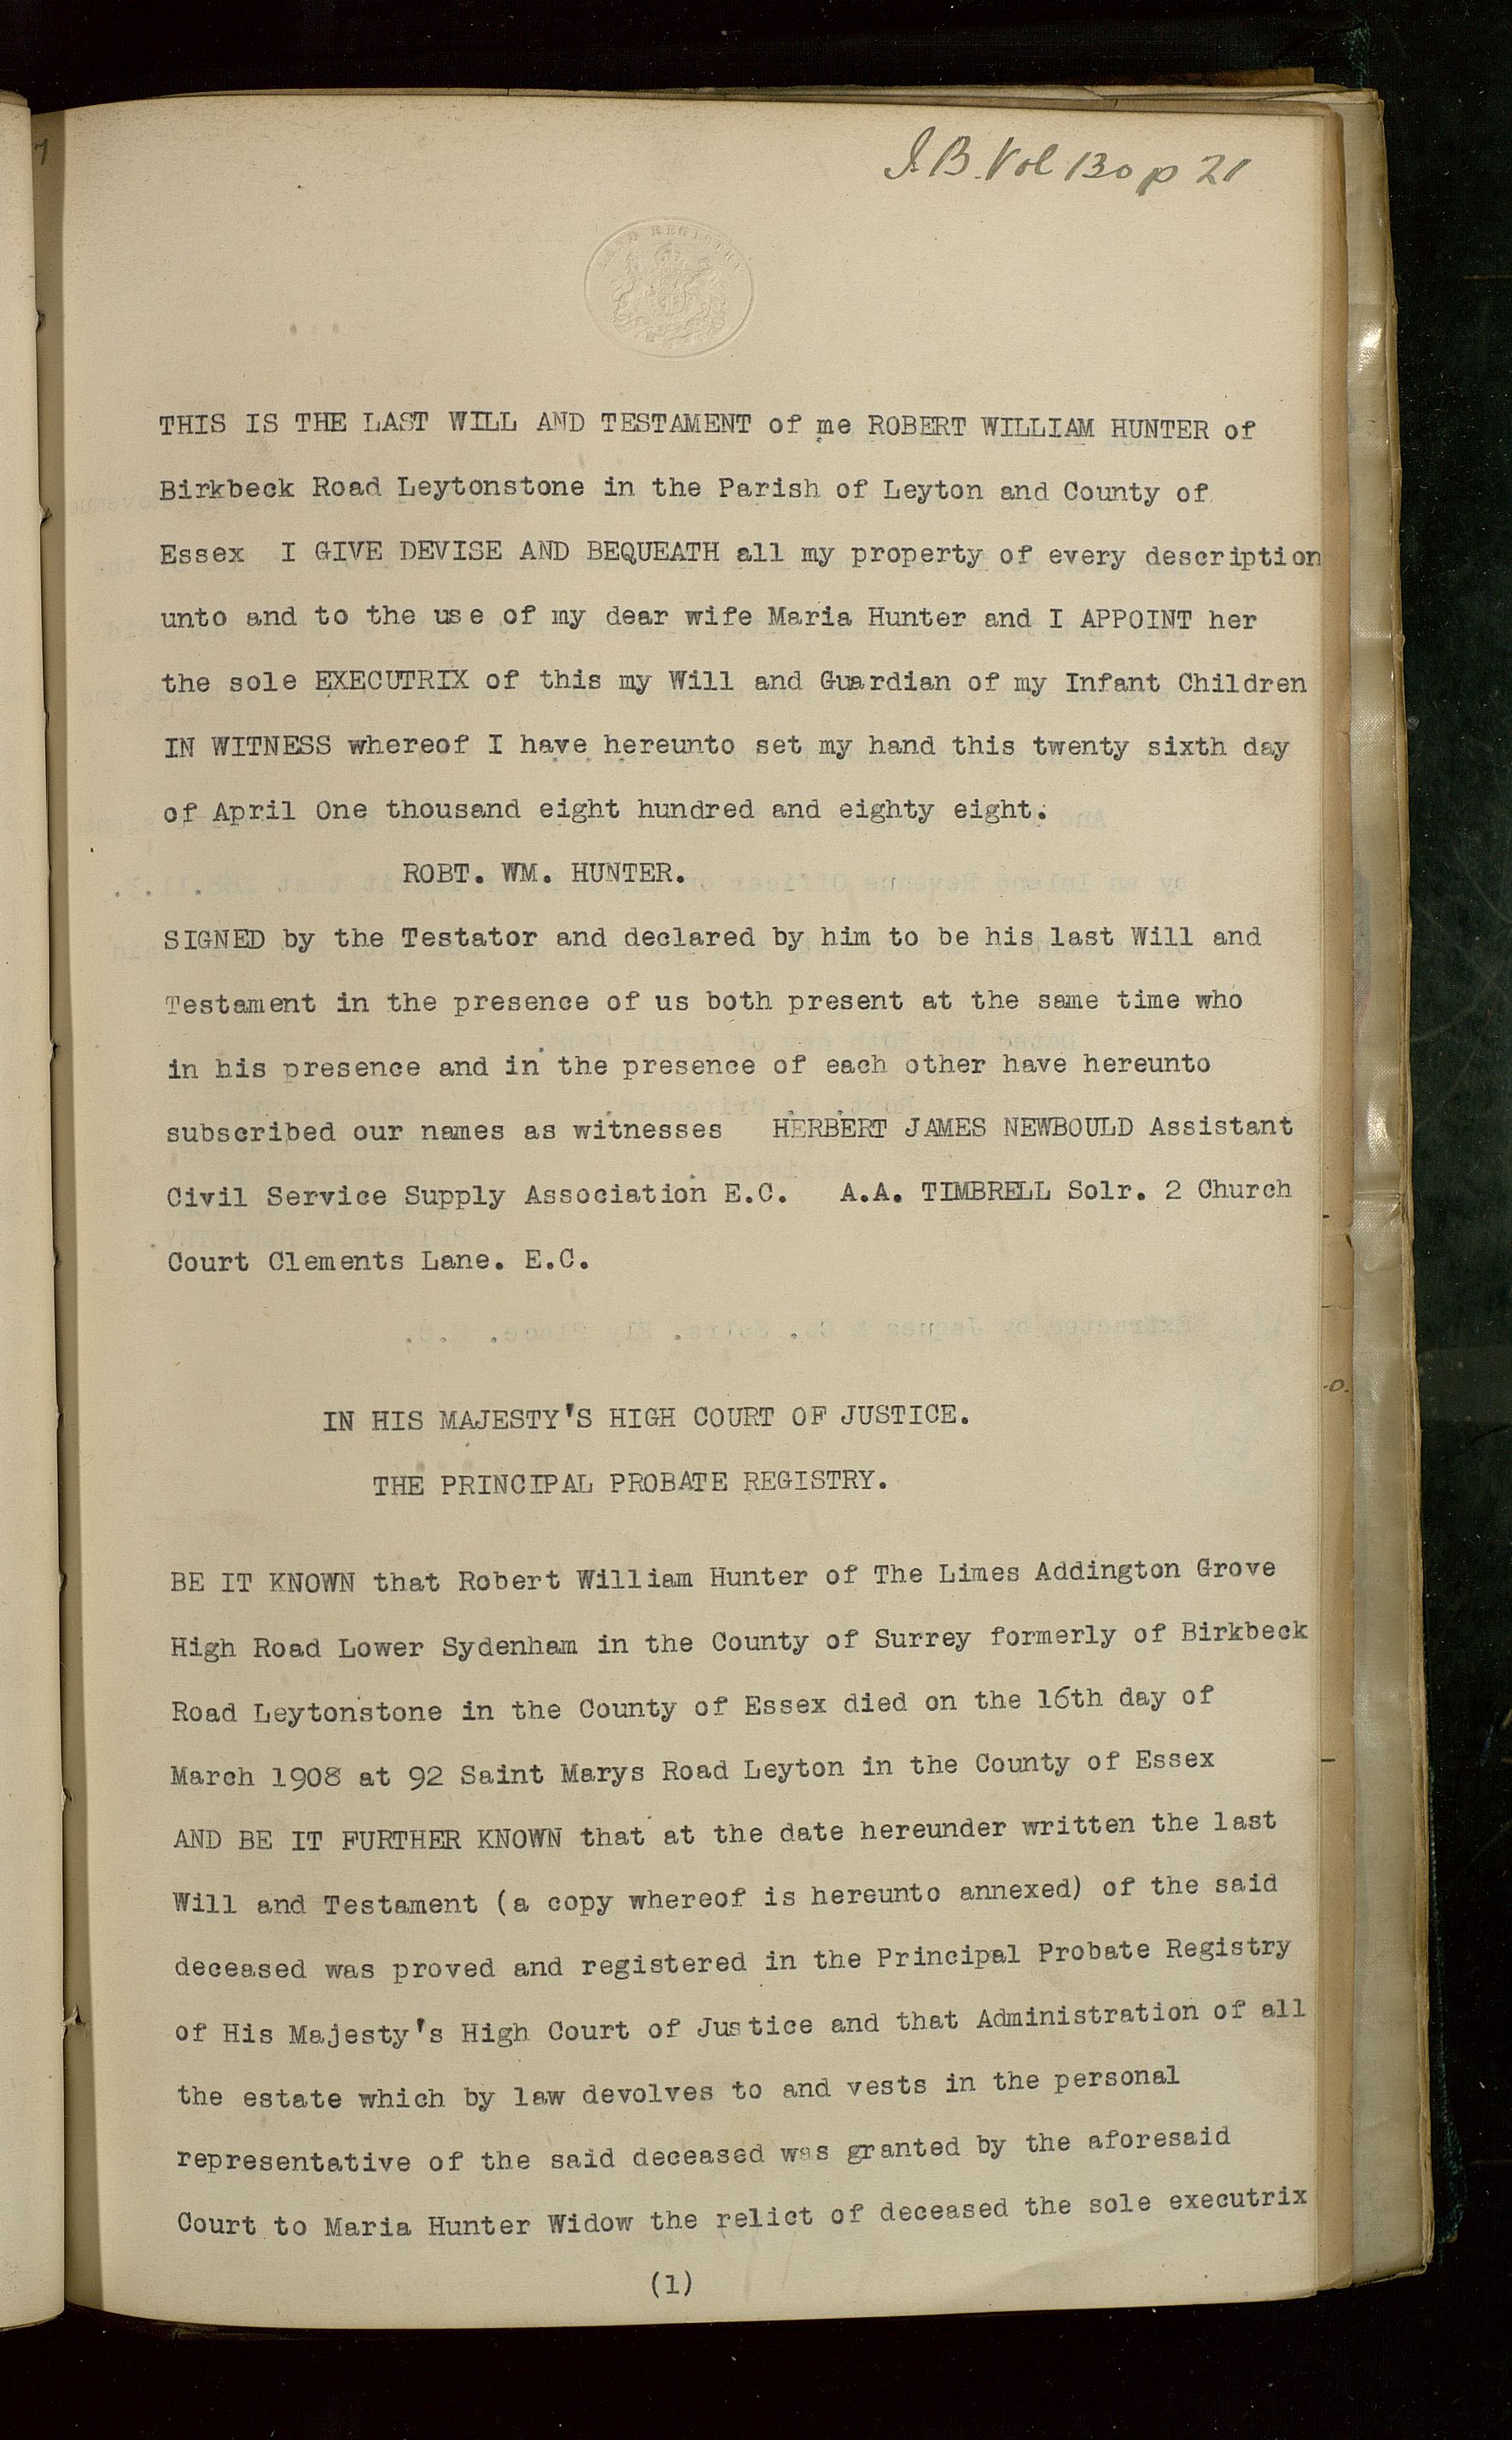 I.B. Vol 130 p 21
LAND REGISTRY
THIS IS THE LAST WILL AND TESTAMENT of me ROBERT WILLIAM HUNTER of
Birkbeck Road Leytonstone in the Parish of Leyton and County of
Essex I GIVE DEVISE AND BEQUEATH all my property of every description
unto and to the use of my dear wife Maria Hunter and I APPOINT her
the sole EXECUTRIX of this my Will and Guardian of my Infant Children
IN WITNESS whereof I have hereunto set my hand this twenty sixth day
of April One thousand eight hundred and eighty eight.
ROBT. WM. HUNTER.
SIGNED by the Testator and declared by him to be his last Will and
Testament in the presence of us both present at the same time who
in his presence and in the presence of each other have hereunto
subscribed our names as witnesses HERBERT JAMES NEWBOULD Assistant
Civil Service Supply Association E.C. A.A. TIMBRELL Solr. 2 Church
Court Clements Lane. E.C.
IN HIS MAJESTY'S HIGH COURT OF JUSTICE.
THE PRINCIPAL PROBATE REGISTRY.
BE IT KNOWN that Robert William Hunter of The Limes Addington Grove
High Road Lower Sydenham in the County of Surrey formerly of Birkbeck
Road Leytonstone in the County of Essex died on the 16th day of
March 1908 at 92 Saint Marys Road Leyton in the County of Essex
AND BE IT FURTHER KNOWN that at the date hereunder written the last
Will and Testament (a copy whereof is hereunto annexed) of the said
deceased was proved and registered in the Principal Probate Registry
of His Majesty's High Court of Justice and that Administration of all
the estate which by law devolves to and vests in the personal
representative of the said deceased was granted by the aforesaid
Court to Maria Hunter Widow the relict of deceased the sole executrix
(1)